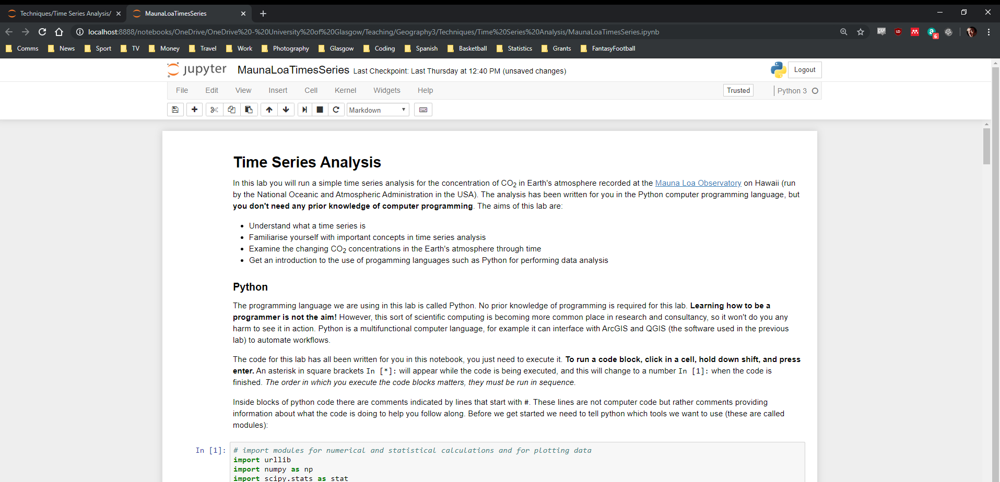 Techniques/Time Series Analysis/
MaunaLoaTimesSeries
localhost:8888/notebooks/OneDrive/OneDrive%20-%20University%20of%20Glasgow/Teaching/Geography3/Techniques/Time%20Series%20Analysis/MaunaLoaTimesSeries.ipynb
CSF UD a 6
Comms News Sport TV Money Travel Work Photography Glasgow Coding Spanish Basketball Statistics Grants FantasyFootball
jupyter MaunaLoaTimesSeries Last Checkpoint: Last Thursday at 12:40 PM (unsaved changes) Logout
File Edit View Insert Cell Kernel Widgets Help Trusted Python 3
Markdown
Time Series Analysis
In this lab you will run a simple time series analysis for the concentration of CO2 in Earth's atmosphere recorded at the Mauna Loa Observatory on Hawaii (run
by the National Oceanic and Atmospheric Administration in the USA). The analysis has been written for you in the Python computer programming language, but
you don't need any prior knowledge of computer programming. The aims of this lab are:
• Understand what a time series is
• Familiarise yourself with important concepts in time series analysis
• Examine the changing CO2 concentrations in the Earth's atmosphere through time
• Get an introduction to the use of progamming languages such as Python for performing data analysis
Python
The programming language we are using in this lab is called Python. No prior knowledge of programming is required for this lab. Learning how to be a
programmer is not the aim! However, this sort of scientific computing is becoming more common place in research and consultancy, so it won't do you any
harm to see it in action. Python is a multifunctional computer language, for example it can interface with ArcGIS and QGIS (the software used in the previous
lab) to automate workflows.
The code for this lab has all been written for you in this notebook, you just need to execute it. To run a code block, click in a cell, hold down shift, and press
enter. An asterisk in square brackets In [*]: will appear while the code is being executed, and this will change to a number In [1]: when the code is
finished. The order in which you execute the code blocks matters, they must be run in sequence.
Inside blocks of python code there are comments indicated by lines that start with #. These lines are not computer code but rather comments providing
information about what the code is doing to help you follow along. Before we get started we need to tell python which tools we want to use (these are called
modules):
In [1]: # import modules for numerical and statistical calculations and for plotting data
import urllib
import numpy as np
import scipy.stats as stat